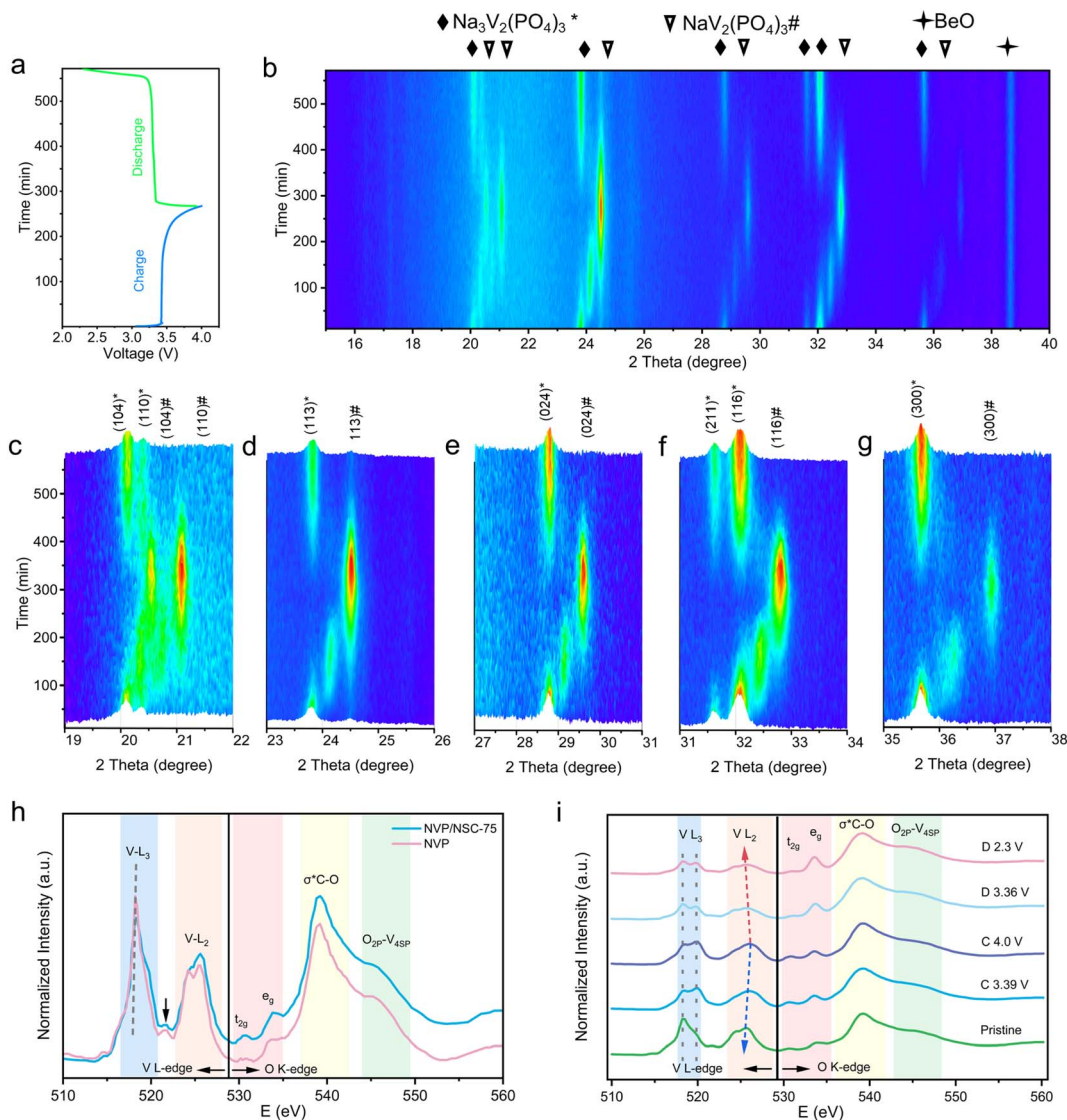 ♦ Na₃V₂(PO₄)₃ * ▽ NaV₂(PO₄)₃# BeO
a
b
Time (min)
500
400
300
200
100
Discharge
Charge
2.0 2.5 3.0 3.5 4.0
Voltage (V)
Time (min)
500
400
300
200
100
16 18 20 22 24 26 28 30 32 34 36 38 40
2 Theta (degree)
c
(104)* (110)* (104)# (110)#
d
(113)* 113)#
e
(024)* (024)#
f
(211)* (116)* (116)#
g
(300)* (300)#
Time (min)
500
400
300
200
100
19 20 21 22
2 Theta (degree)
23 24 25 26
2 Theta (degree)
27 28 29 30 31
2 Theta (degree)
31 32 33 34
2 Theta (degree)
35 36 37 38
2 Theta (degree)
h
Normalized Intensity (a.u.)
NVP/NSC-75
NVP
V-L₃
V-L₂
t₂g
e_g
σ*C-O
O₂P-V₄SP
V L-edge
O K-edge
510 520 530 540 550 560
E (eV)
i
Normalized Intensity (a.u.)
V L₃
V L₂
t₂g
e_g
σ*C-O
O₂P-V₄SP
D 2.3 V
D 3.36 V
C 4.0 V
C 3.39 V
Pristine
V L-edge
O K-edge
510 520 530 540 550 560
E (eV)